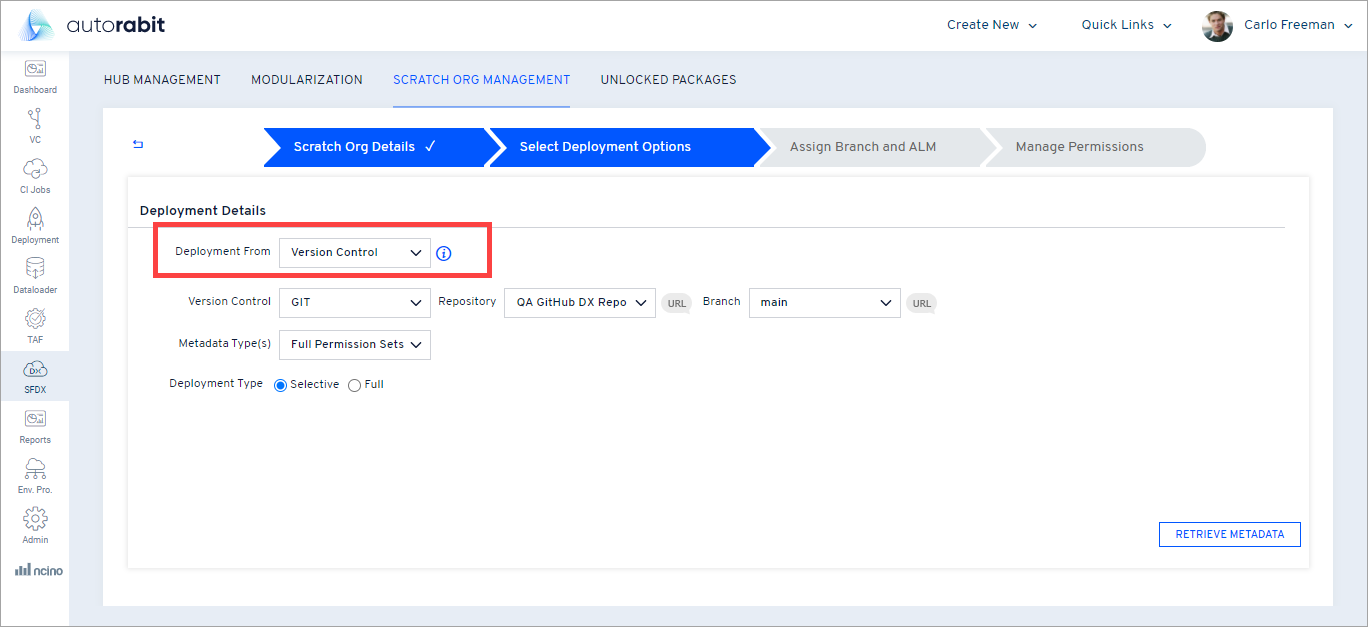 autorabit
Create New
Quick Links
Carlo Freeman
Dashboard
VC
CI Jobs
Deployment
Dataloader
TAF
DX
SFDX
Reports
Env. Pro.
Admin
ncino
HUB MANAGEMENT
MODULARIZATION
SCRATCH ORG MANAGEMENT
UNLOCKED PACKAGES
Scratch Org Details ✓
Select Deployment Options
Assign Branch and ALM
Manage Permissions
Deployment Details
Deployment From Version Control
Version Control GIT Repository QA GitHub DX Repo URL Branch main URL
Metadata Type(s) Full Permission Sets
Deployment Type Selective Full
RETRIEVE METADATA